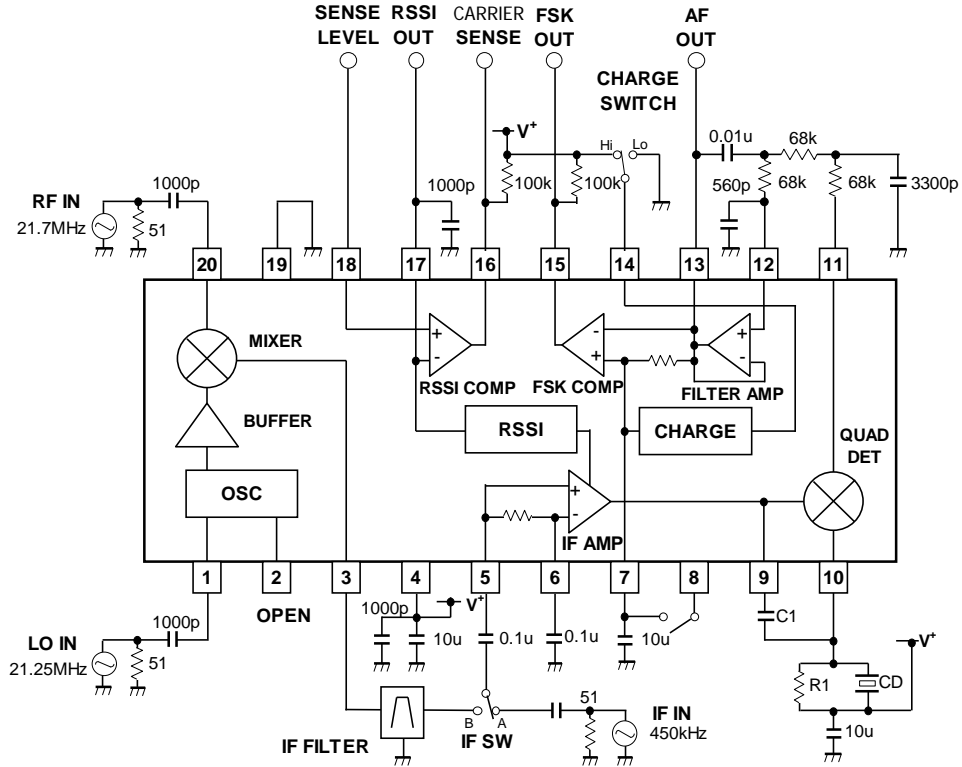 SENSE LEVEL
RSSI OUT
CARRIER SENSE
FSK OUT
AF OUT
CHARGE SWITCH
V+
Hi
Lo
0.01u
68k
1000p
1000p
100k
100k
560p
68k
68k
3300p
RF IN
21.7MHz
51
20
19
18
17
16
15
14
13
12
11
MIXER
+
-
RSSI COMP
-
+
FSK COMP
+
-
FILTER AMP
BUFFER
RSSI
CHARGE
QUAD DET
OSC
+
-
IF AMP
1
2
3
4
5
6
7
8
9
10
OPEN
1000p
V+
1000p
10u
0.1u
0.1u
10u
C1
LO IN
21.25MHz
51
V+
R1
CD
10u
IF FILTER
B
A
IF SW
51
IF IN
450kHz